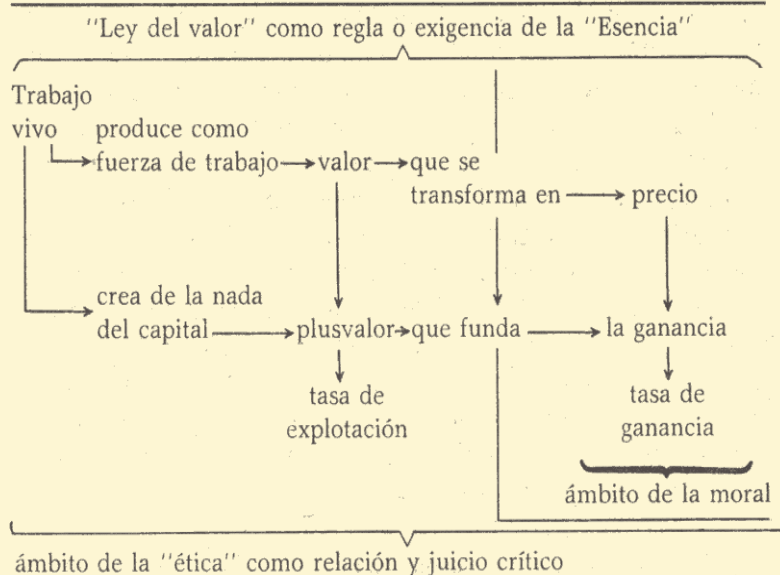 "Ley del valor" como regla o exigencia de la "Esencia"
Trabajo
vivo produce como
fuerza de trabajo valor que se
transforma en precio
crea de la nada
del capital plusvalor que funda la ganancia
tasa de tasa de
explotación ganancia
ámbito de la moral
ámbito de la "ética" como relación y juicio crítico